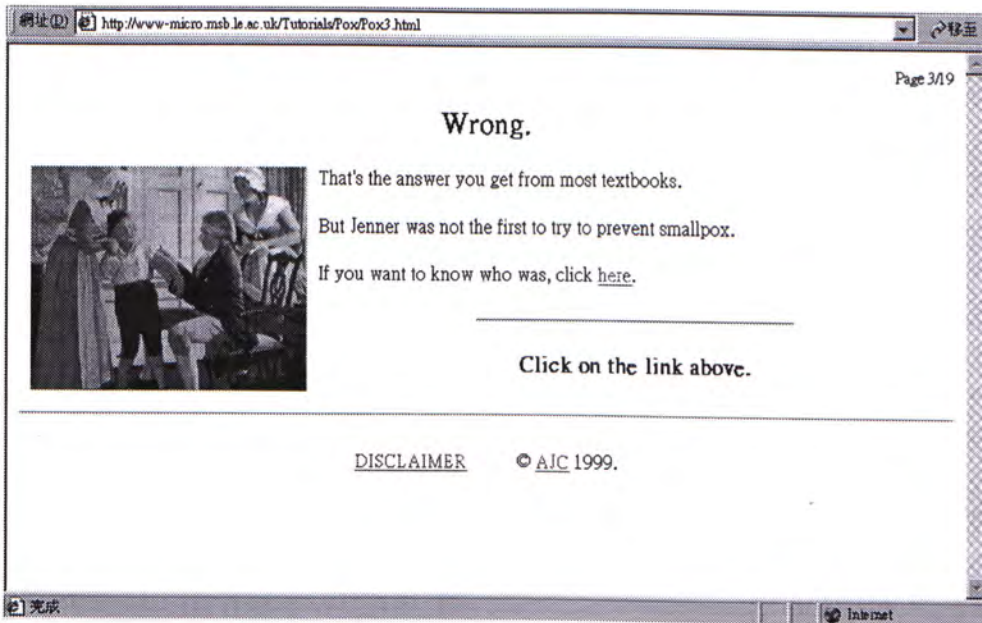 網址(D) http://www-micro.msb.le.ac.uk/Tutorials/Pox/Pox3.html 移至
Page 3/19
Wrong.
That's the answer you get from most textbooks.
But Jenner was not the first to try to prevent smallpox.
If you want to know who was, click here.
Click on the link above.
DISCLAIMER © AJC 1999.
完成 Internet